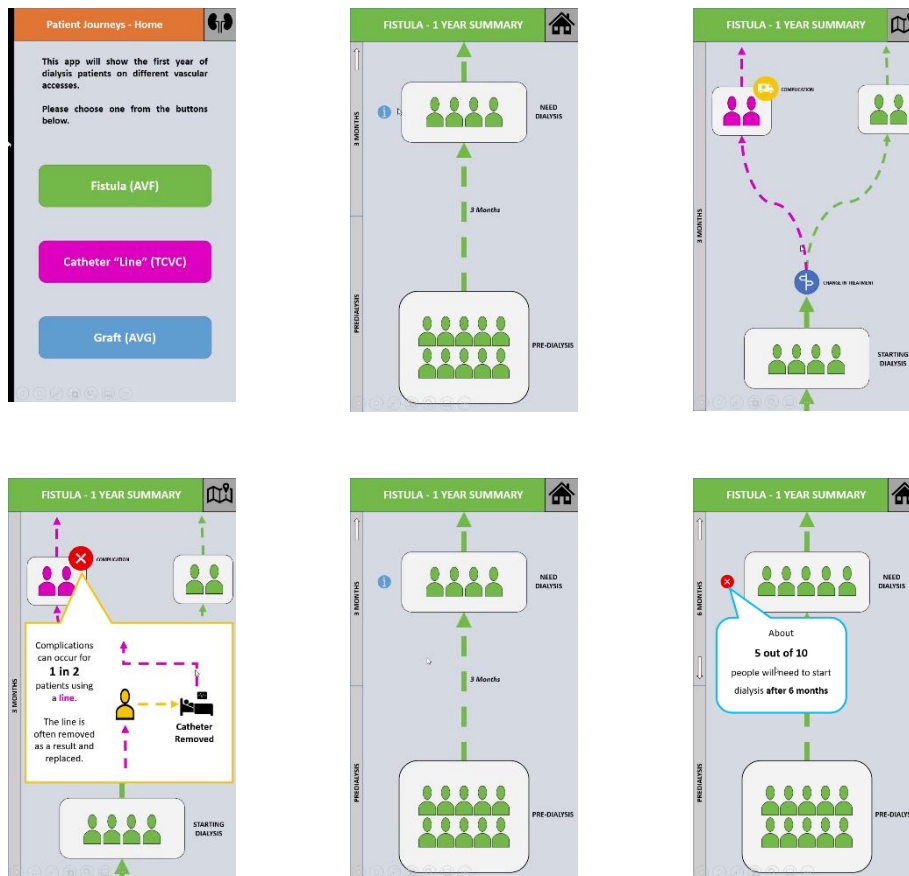 Patient Journeys - Home
This app will show the first year of
dialysis patients on different vascular
accesses.
Please choose one from the buttons
below.
Fistula (AVF)
Catheter “Line” (TCVC)
Graft (AVG)
FISTULA - 1 YEAR SUMMARY
3 MONTHS
NEED
DIALYSIS
3 Months
PREDIALYSIS
PRE-DIALYSIS
FISTULA - 1 YEAR SUMMARY
COMPLICATION
3 MONTHS
CHANGE IN TREATMENT
STARTING
DIALYSIS
FISTULA - 1 YEAR SUMMARY
COMPLICATION
3 MONTHS
Complications
can occur for
1 in 2
patients using
a line.
The line is
often removed
as a result and
replaced.
Catheter
Removed
STARTING
DIALYSIS
FISTULA - 1 YEAR SUMMARY
3 MONTHS
NEED
DIALYSIS
3 Months
PREDIALYSIS
PRE-DIALYSIS
FISTULA - 1 YEAR SUMMARY
6 MONTHS
NEED
DIALYSIS
About
5 out of 10
people will need to start
dialysis after 6 months
PREDIALYSIS
PRE-DIALYS